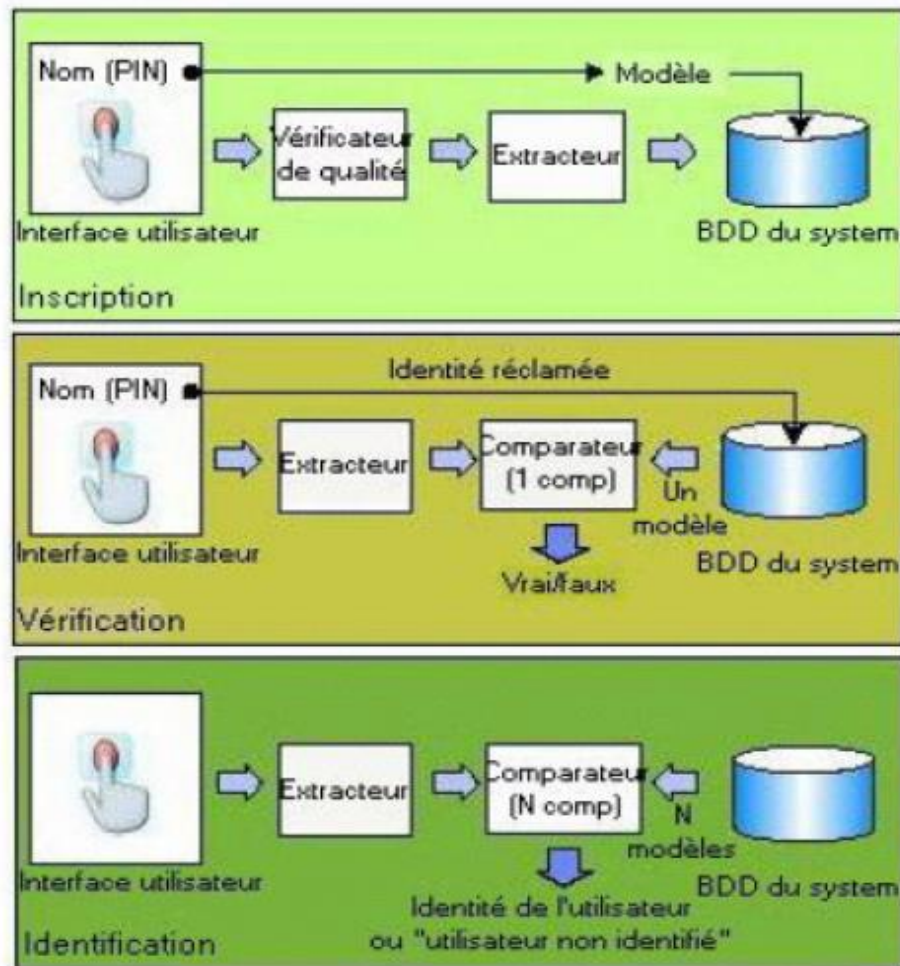 Nom (PIN)
Modèle
Vérificateur
de qualité
Extracteur
Interface utilisateur
BDD du system
Inscription
Identité réclamée
Nom (PIN)
Extracteur
Comparateur
(1 comp)
Un
modèle
Interface utilisateur
BDD du system
Vrai/faux
Vérification
Extracteur
Comparateur
(N comp)
N
modèles
Interface utilisateur
BDD du system
Identité de l'utilisateur
ou "utilisateur non identifié"
Identification